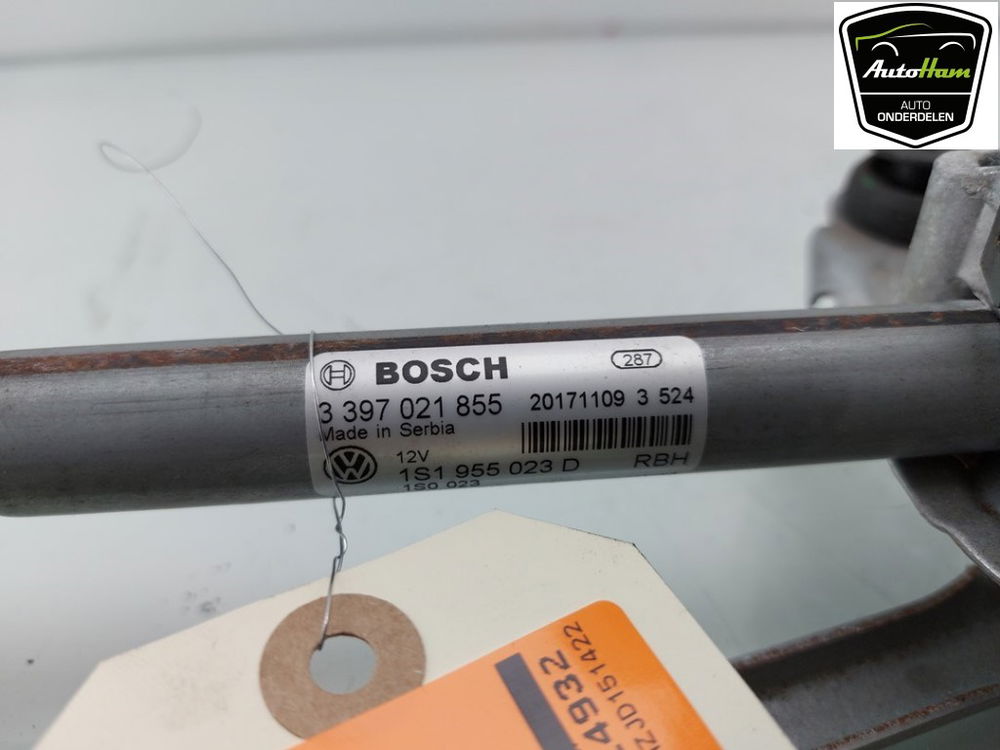 AutoHam
AUTO
ONDERDELEN
BOSCH
287
3 397 021 855
20171109 3 524
Made in Serbia
12V
1S1 955 023 D
RBH
1S0 023
4932
ZJD151422